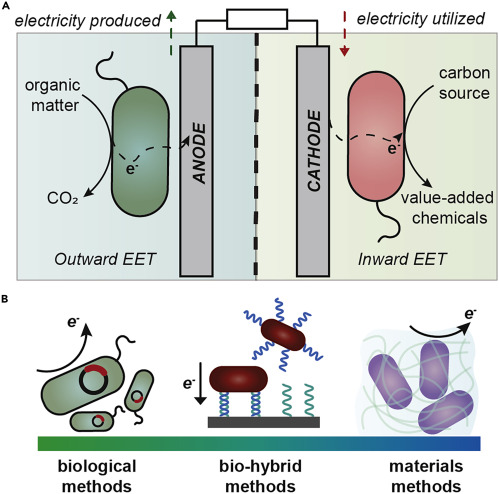 A
electricity produced
electricity utilized
organic
matter
e-
CO₂
ANODE
CATHODE
e-
carbon
source
value-added
chemicals
Outward EET
Inward EET
B
e-
e-
e-
biological
methods
bio-hybrid
methods
materials
methods